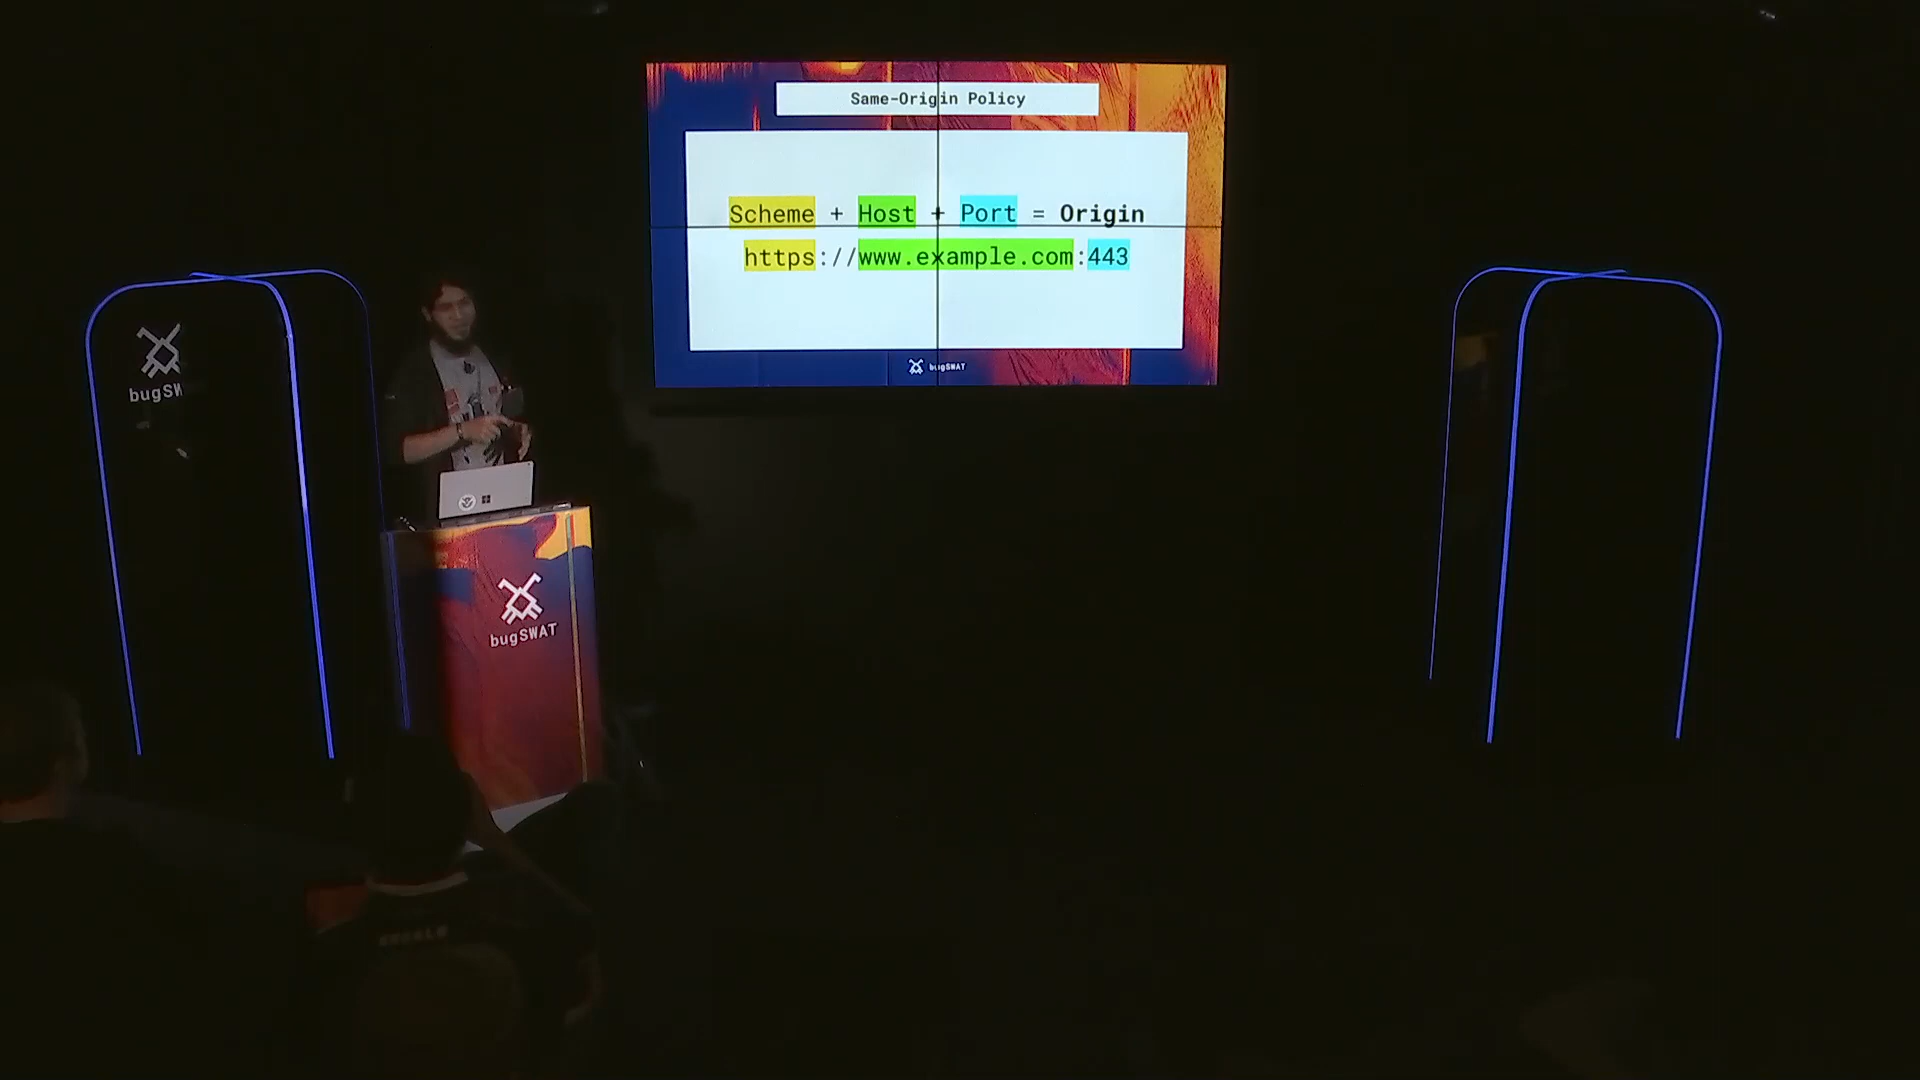 Same-Origin Policy
Scheme + Host + Port = Origin
https://www.example.com:443
bugSWAT
bugSW
bugSWAT